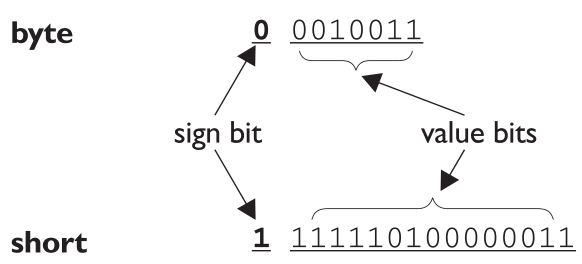 byte 0 0010011
sign bit value bits
short 1 111110100000011